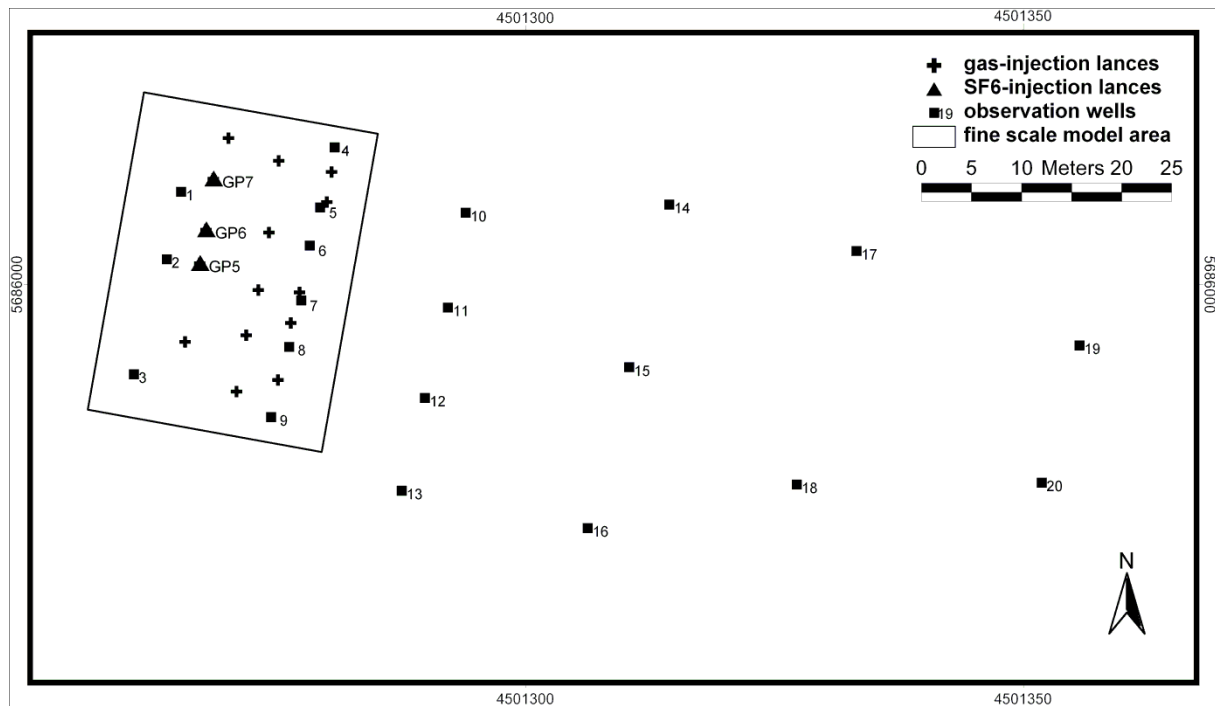 4501300 4501350
gas-injection lances
SF6-injection lances
19 observation wells
fine scale model area
0 5 10 Meters 20 25
4
GP7
1
5
10
14
GP6
6
17
2
GP5
5686000 5686000
7
11
8
19
15
3
12
9
13
18
20
16
N
4501300 4501350